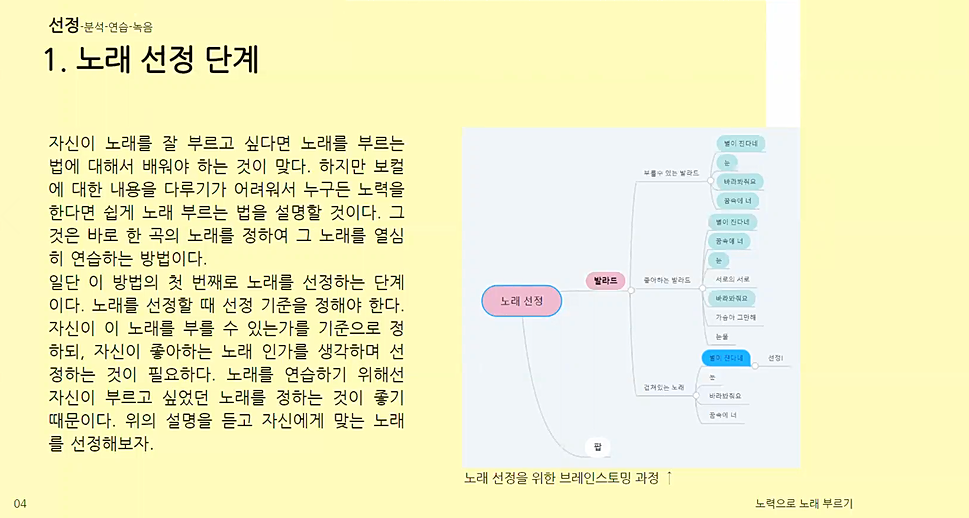 선정-분석-연습-녹음
1. 노래 선정 단계
자신이 노래를 잘 부르고 싶다면 노래를 부르는
법에 대해서 배워야 하는 것이 맞다. 하지만 보컬
에 대한 내용을 다루기가 어려워서 누구든 노력을
한다면 쉽게 노래 부르는 법을 설명할 것이다. 그
것은 바로 한 곡의 노래를 정하여 그 노래를 열심
히 연습하는 방법이다.
일단 이 방법의 첫 번째로 노래를 선정하는 단계
이다. 노래를 선정할 때 선정 기준을 정해야 한다.
자신이 이 노래를 부를 수 있는가를 기준으로 정
하되, 자신이 좋아하는 노래 인가를 생각하며 선
정하는 것이 필요하다. 노래를 연습하기 위해선
자신이 부르고 싶었던 노래를 정하는 것이 좋기
때문이다. 위의 설명을 듣고 자신에게 맞는 노래
를 선정해보자.
노래 선정
발라드
부를수 있는 발라드
별이 진다네
눈
바라봐줘요
꿈속에 너
좋아하는 발라드
별이 진다네
꿈속에 너
눈
서로의 서로
바라봐줘요
가슴아 그만해
눈물
겹쳐있는 노래
별이 진다네
선정!
눈
바라봐줘요
꿈속에 너
팝
노래 선정을 위한 브레인스토밍 과정 ↑
04
노력으로 노래 부르기